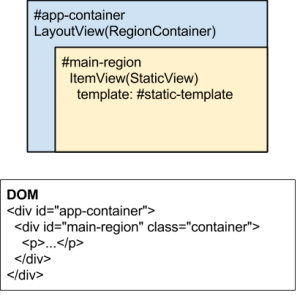 #app-container
LayoutView(RegionContainer)
#main-region
ItemView(StaticView)
template: #static-template
DOM
<div id="app-container">
<div id="main-region" class="container">
<p>...</p>
</div>
</div>